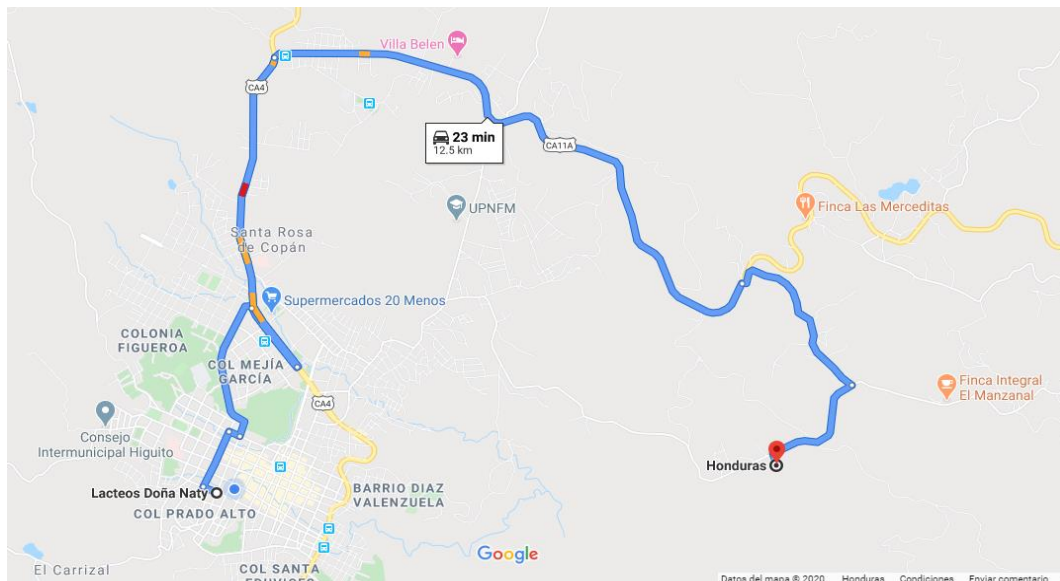 Villa Belen
CA4
23 min
12.5 km
CA11A
UPNFM
Finca Las Merceditas
Santa Rosa
de Copán
Supermercados 20 Menos
COLONIA
FIGUEROA
COL MEJÍA
GARCÍA
CA4
Finca Integral
El Manzanal
Consejo
Intermunicipal Higuito
Honduras
Lacteos Doña Naty
BARRIO DIAZ
VALENZUELA
COL PRADO ALTO
Google
El Carrizal
COL SANTA
Datos del mapa © 2020 Honduras Condiciones Enviar comentario